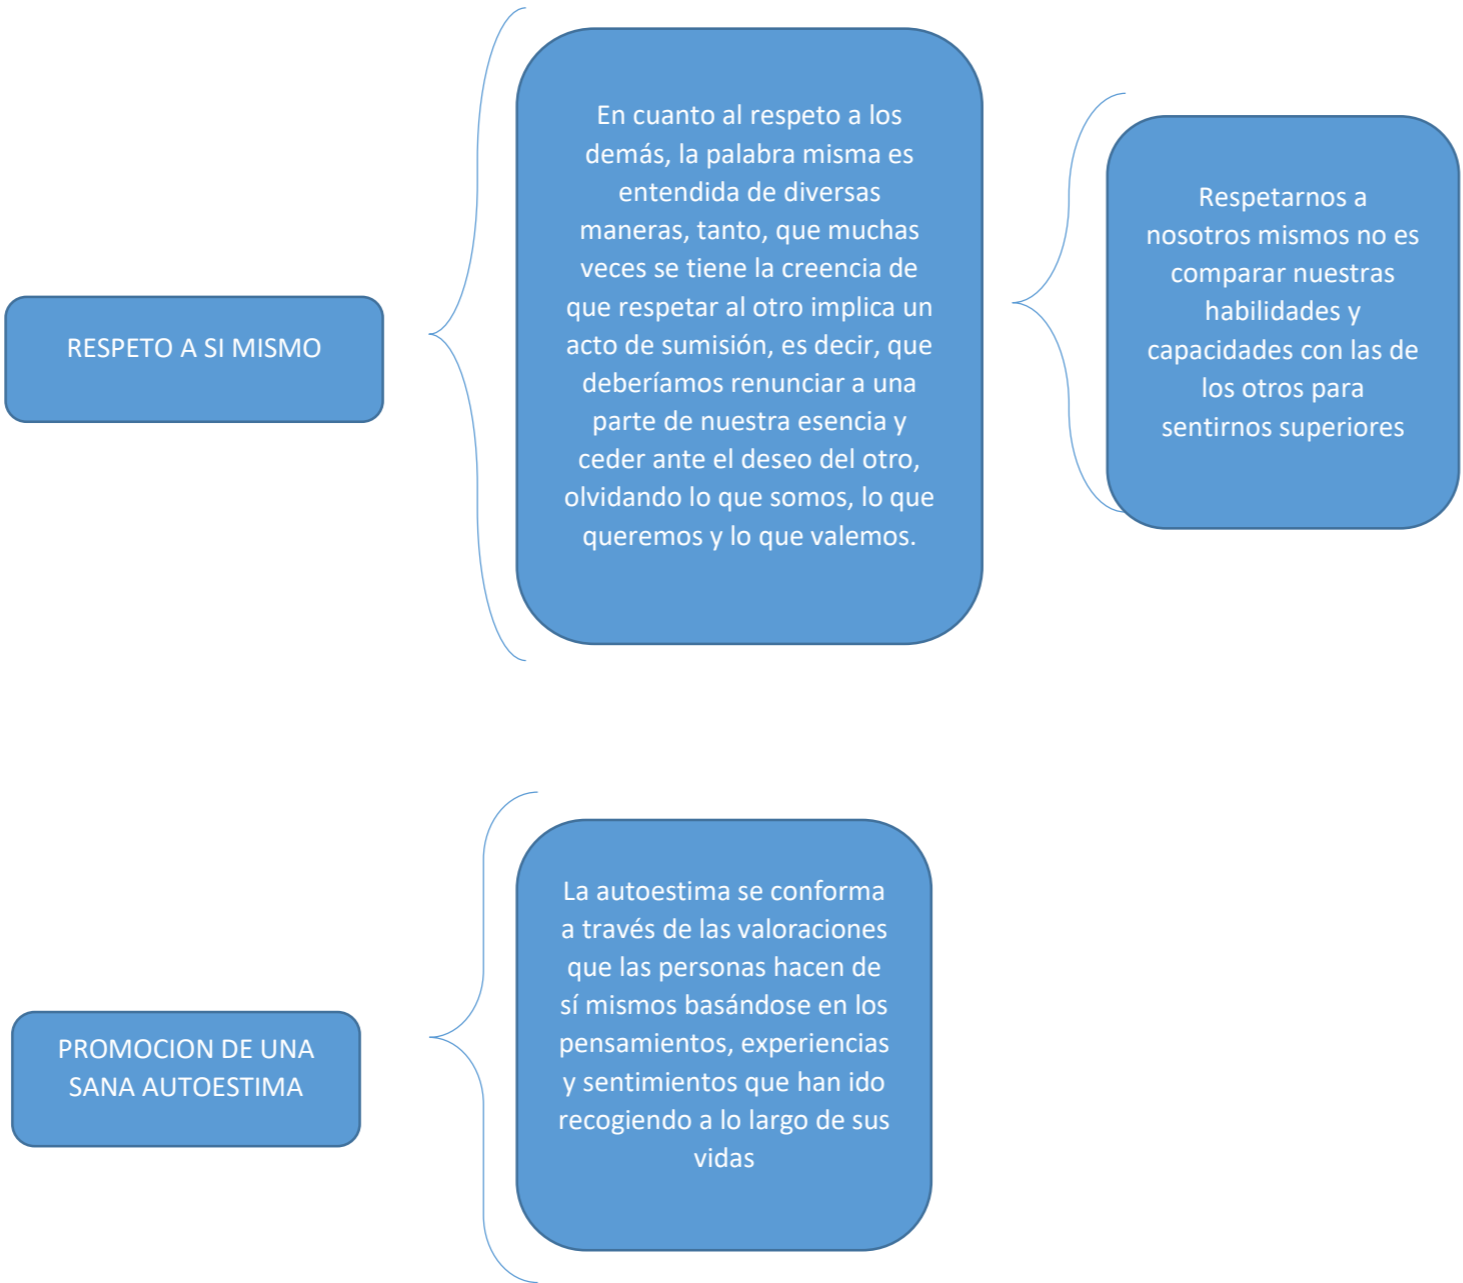 RESPETO A SI MISMO
En cuanto al respeto a los
demás, la palabra misma es
entendida de diversas
maneras, tanto, que muchas
veces se tiene la creencia de
que respetar al otro implica un
acto de sumisión, es decir, que
deberíamos renunciar a una
parte de nuestra esencia y
ceder ante el deseo del otro,
olvidando lo que somos, lo que
queremos y lo que valemos.
Respetarnos a
nosotros mismos no es
comparar nuestras
habilidades y
capacidades con las de
los otros para
sentirnos superiores
PROMOCION DE UNA
SANA AUTOESTIMA
La autoestima se conforma
a través de las valoraciones
que las personas hacen de
sí mismos basándose en los
pensamientos, experiencias
y sentimientos que han ido
recogiendo a lo largo de sus
vidas